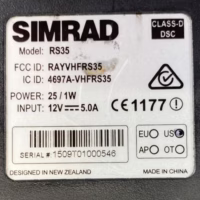 SIMRAD
CLASS-D
DSC
Model: RS35
FCC ID: RAYVHFRS35
IC ID: 4697A-VHFRS35
POWER: 25 / 1W
INPUT: 12V⎓5.0A
CE1177
EU US
AP OT
SERIAL# 1509T01000546
DESIGNED IN NEW ZEALAND
MADE IN